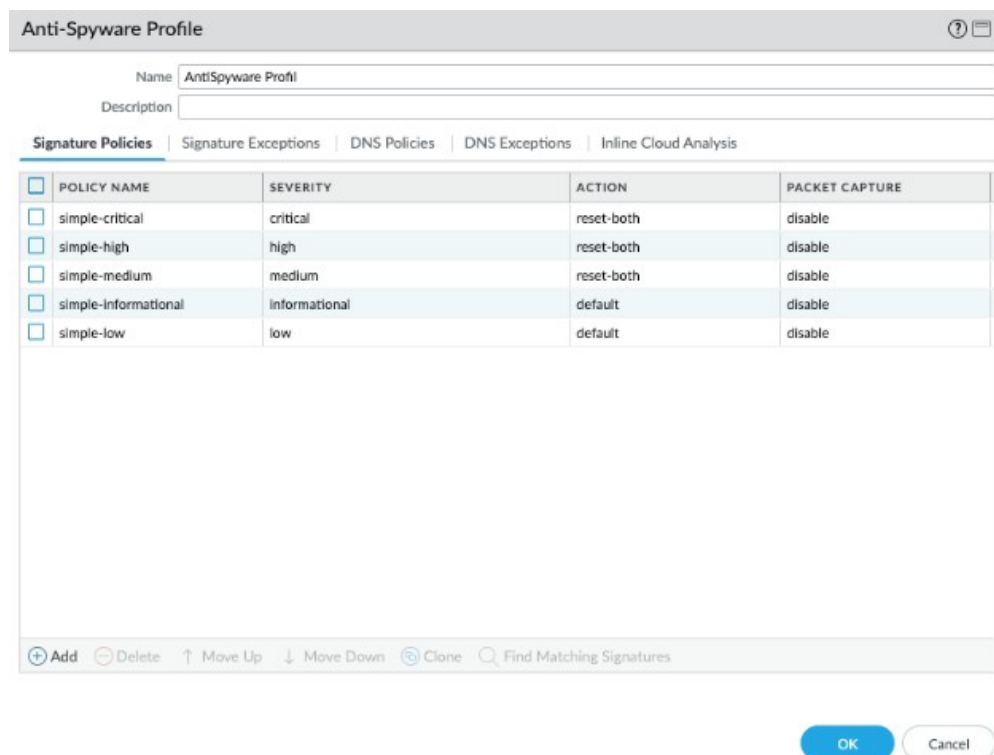 Anti-Spyware Profile
Name AntiSpyware Profil
Description
Signature Policies | Signature Exceptions | DNS Policies | DNS Exceptions | Inline Cloud Analysis
POLICY NAME SEVERITY ACTION PACKET CAPTURE
simple-critical critical reset-both disable
simple-high high reset-both disable
simple-medium medium reset-both disable
simple-informational informational default disable
simple-low low default disable
Add Delete Move Up Move Down Clone Find Matching Signatures
OK Cancel